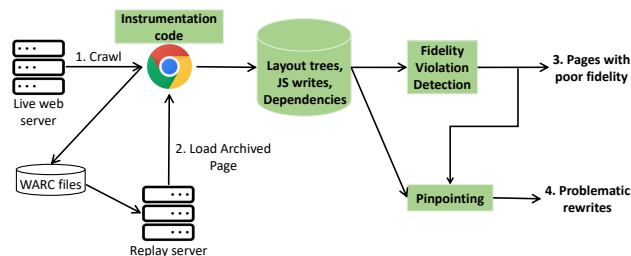 Instrumentation
code
1. Crawl
Live web
server
Layout trees,
JS writes,
Dependencies
Fidelity
Violation
Detection
3. Pages with
poor fidelity
2. Load Archived
Page
WARC files
Replay server
Pinpointing
4. Problematic
rewrites